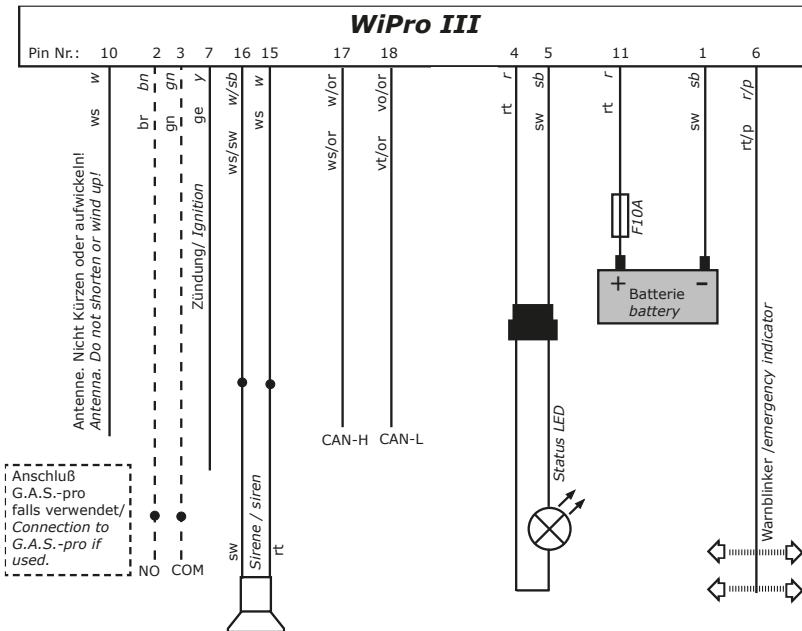 WiPro III
Pin Nr.: 10 2 3 7 16 15 17 18 4 5 11 1 6
w bn gn y w/sb w w/or vo/or r sb r sb r/p
ws br gn ge ws/sw ws ws/or vt/or rt sw rt sw rt/p
Antenne. Nicht Kürzen oder aufwickeln!
Antenna. Do not shorten or wind up!
Zündung/ Ignition
F10A
+ -
Batterie
battery
CAN-H CAN-L
Status LED
Warnblinker /emergency indicator
Anschluß
G.A.S.-pro
falls verwendet/
Connection to
G.A.S.-pro if
used.
NO COM
sw
Sirene / siren
rt